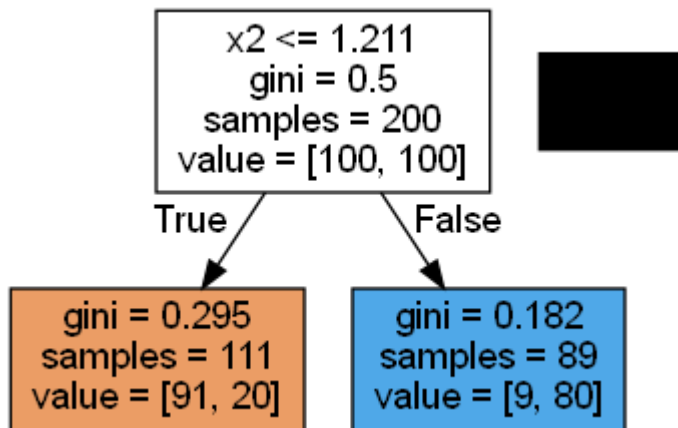 x2 <= 1.211
gini = 0.5
samples = 200
value = [100, 100]
True
False
gini = 0.295
samples = 111
value = [91, 20]
gini = 0.182
samples = 89
value = [9, 80]